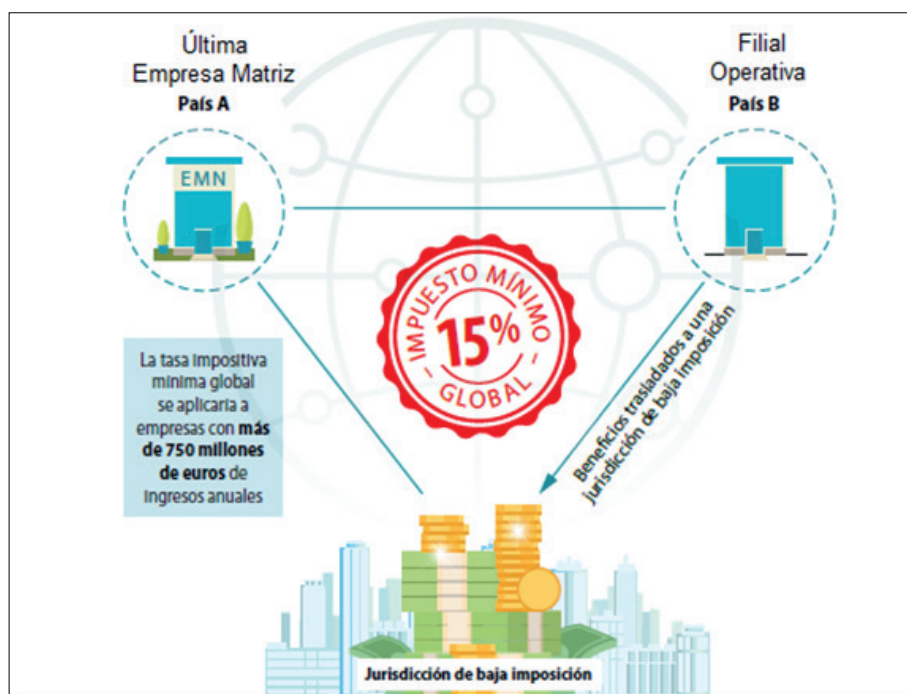 Última
Empresa Matriz
País A
EMN
Filial
Operativa
País B
IMPUESTO MÍNIMO
15%
– GLOBAL –
La tasa impositiva
mínima global
se aplicaría a
empresas con más
de 750 millones
de euros de
ingresos anuales
Beneficios trasladados a una
jurisdicción de baja imposición
Jurisdicción de baja imposición